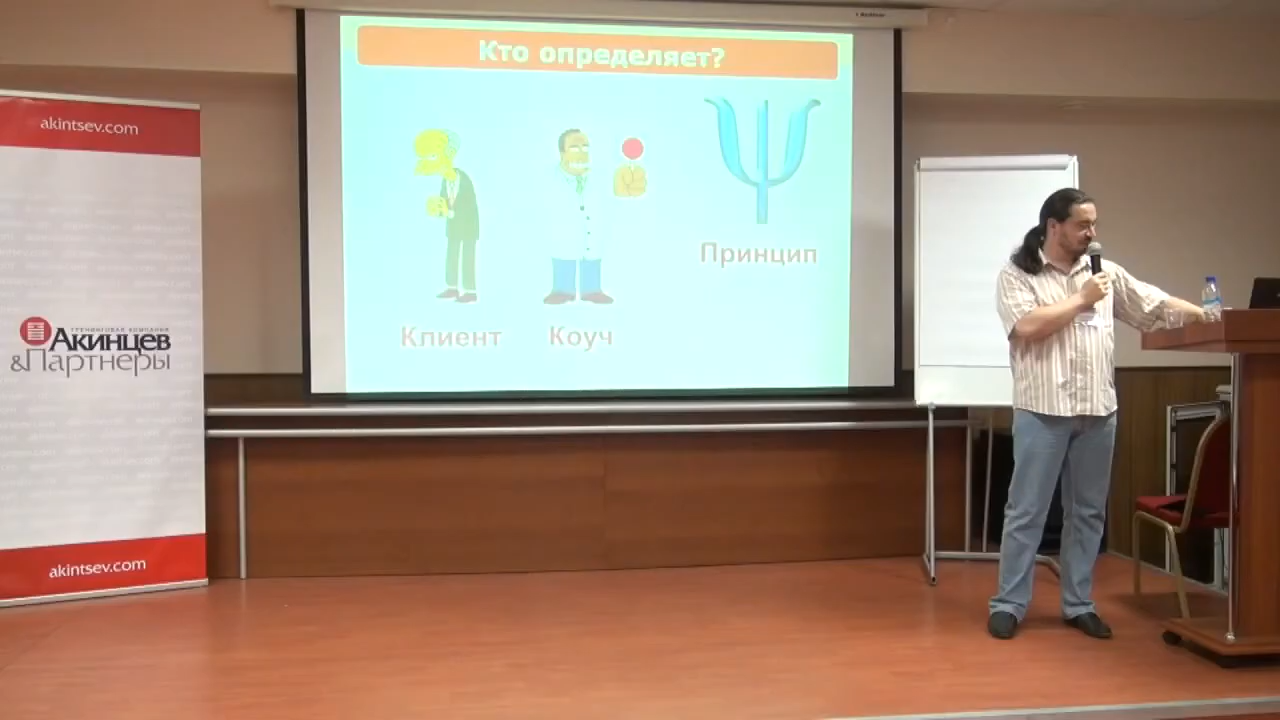 Кто определяет?
Клиент
Коуч
Принцип
akintsev.com
ТРЕНИНГОВАЯ КОМПАНИЯ
Акинцев
&Партнеры
akintsev.com